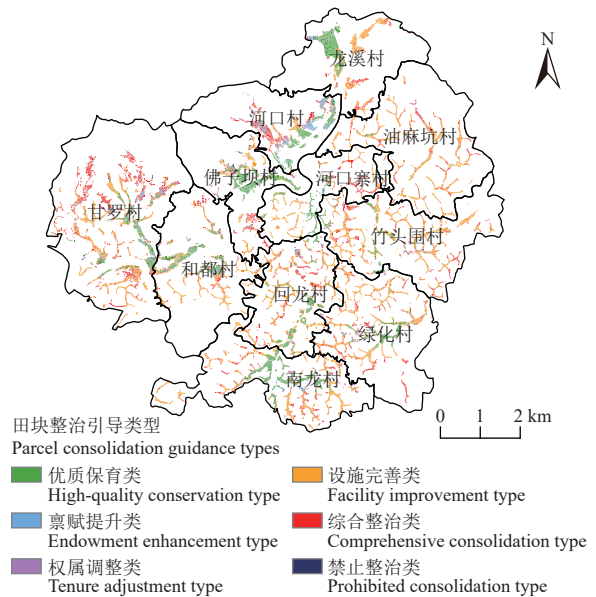 N
龙溪村
河口村
油麻坑村
佛子坝村
河口寨村
甘罗村
竹头围村
和都村
回龙村
绿化村
南龙村
0 1 2 km
田块整治引导类型
Parcel consolidation guidance types
优质保育类
High-quality conservation type
设施完善类
Facility improvement type
禀赋提升类
Endowment enhancement type
综合整治类
Comprehensive consolidation type
权属调整类
Tenure adjustment type
禁止整治类
Prohibited consolidation type